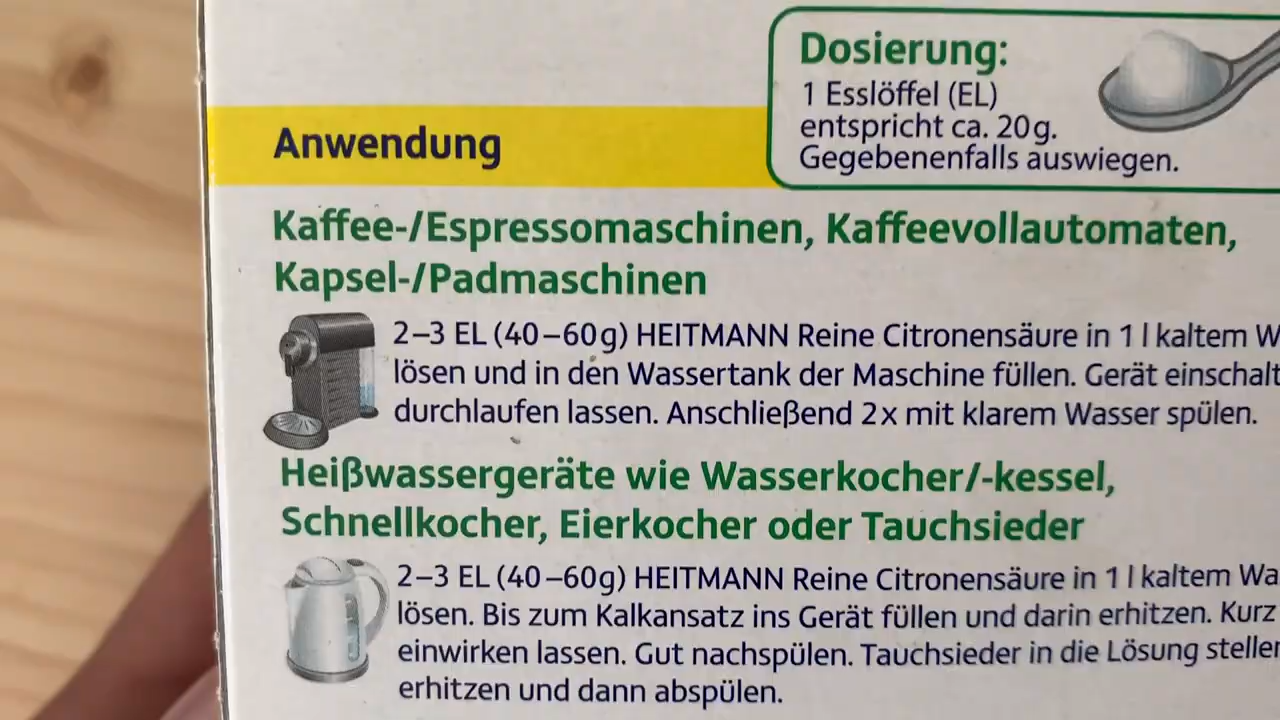 Dosierung:
1 Esslöffel (EL)
entspricht ca. 20g.
Gegebenenfalls auswiegen.
Anwendung
Kaffee-/Espressomaschinen, Kaffeevollautomaten,
Kapsel-/Padmaschinen
2–3 EL (40–60g) HEITMANN Reine Citronensäure in 1 l kaltem
lösen und in den Wassertank der Maschine füllen. Gerät einschalt
durchlaufen lassen. Anschließend 2x mit klarem Wasser spülen.
Heißwassergeräte wie Wasserkocher/-kessel,
Schnellkocher, Eierkocher oder Tauchsieder
2–3 EL (40–60g) HEITMANN Reine Citronensäure in 1 l kaltem Wa
lösen. Bis zum Kalkansatz ins Gerät füllen und darin erhitzen. Kurz
einwirken lassen. Gut nachspülen. Tauchsieder in die Lösung
erhitzen und dann abspülen.